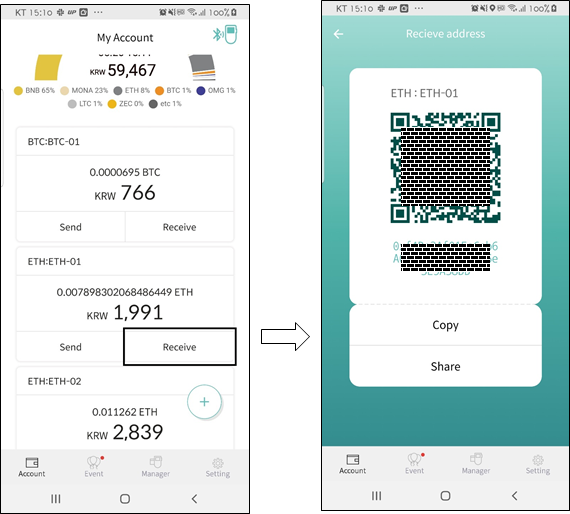 KT 15:10 UP 100%
My Account
KRW 59,467
BNB 65% MONA 23% ETH 8% BTC 1% OMG 1%
LTC 1% ZEC 0% etc 1%
BTC:BTC-01
0.0000695 BTC
KRW 766
Send Receive
ETH:ETH-01
0.007898302068486449 ETH
KRW 1,991
Send Receive
ETH:ETH-02
0.011262 ETH
KRW 2,839
Account Event Manager Setting
KT 15:10 UP 100%
Recieve address
ETH : ETH-01
Copy
Share
Account Event Manager Setting